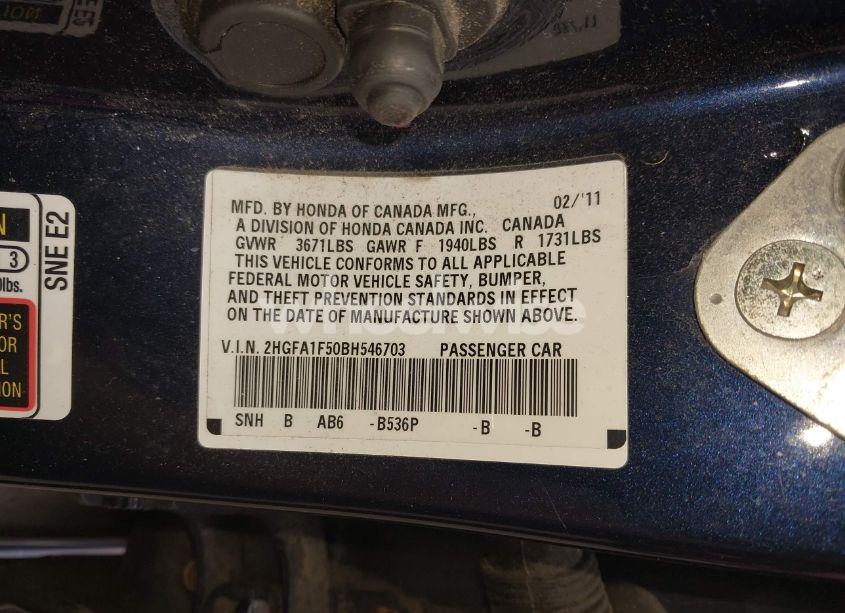 MFD. BY HONDA OF CANADA MFG., 02/'11
A DIVISION OF HONDA CANADA INC. CANADA
GVWR 3671LBS GAWR F 1940LBS R 1731LBS
THIS VEHICLE CONFORMS TO ALL APPLICABLE
FEDERAL MOTOR VEHICLE SAFETY, BUMPER,
AND THEFT PREVENTION STANDARDS IN EFFECT
ON THE DATE OF MANUFACTURE SHOWN ABOVE.
V.I.N. 2HGFA1F50BH546703 PASSENGER CAR
SNH B AB6 -B536P -B -B
SNE E2
3
lbs.